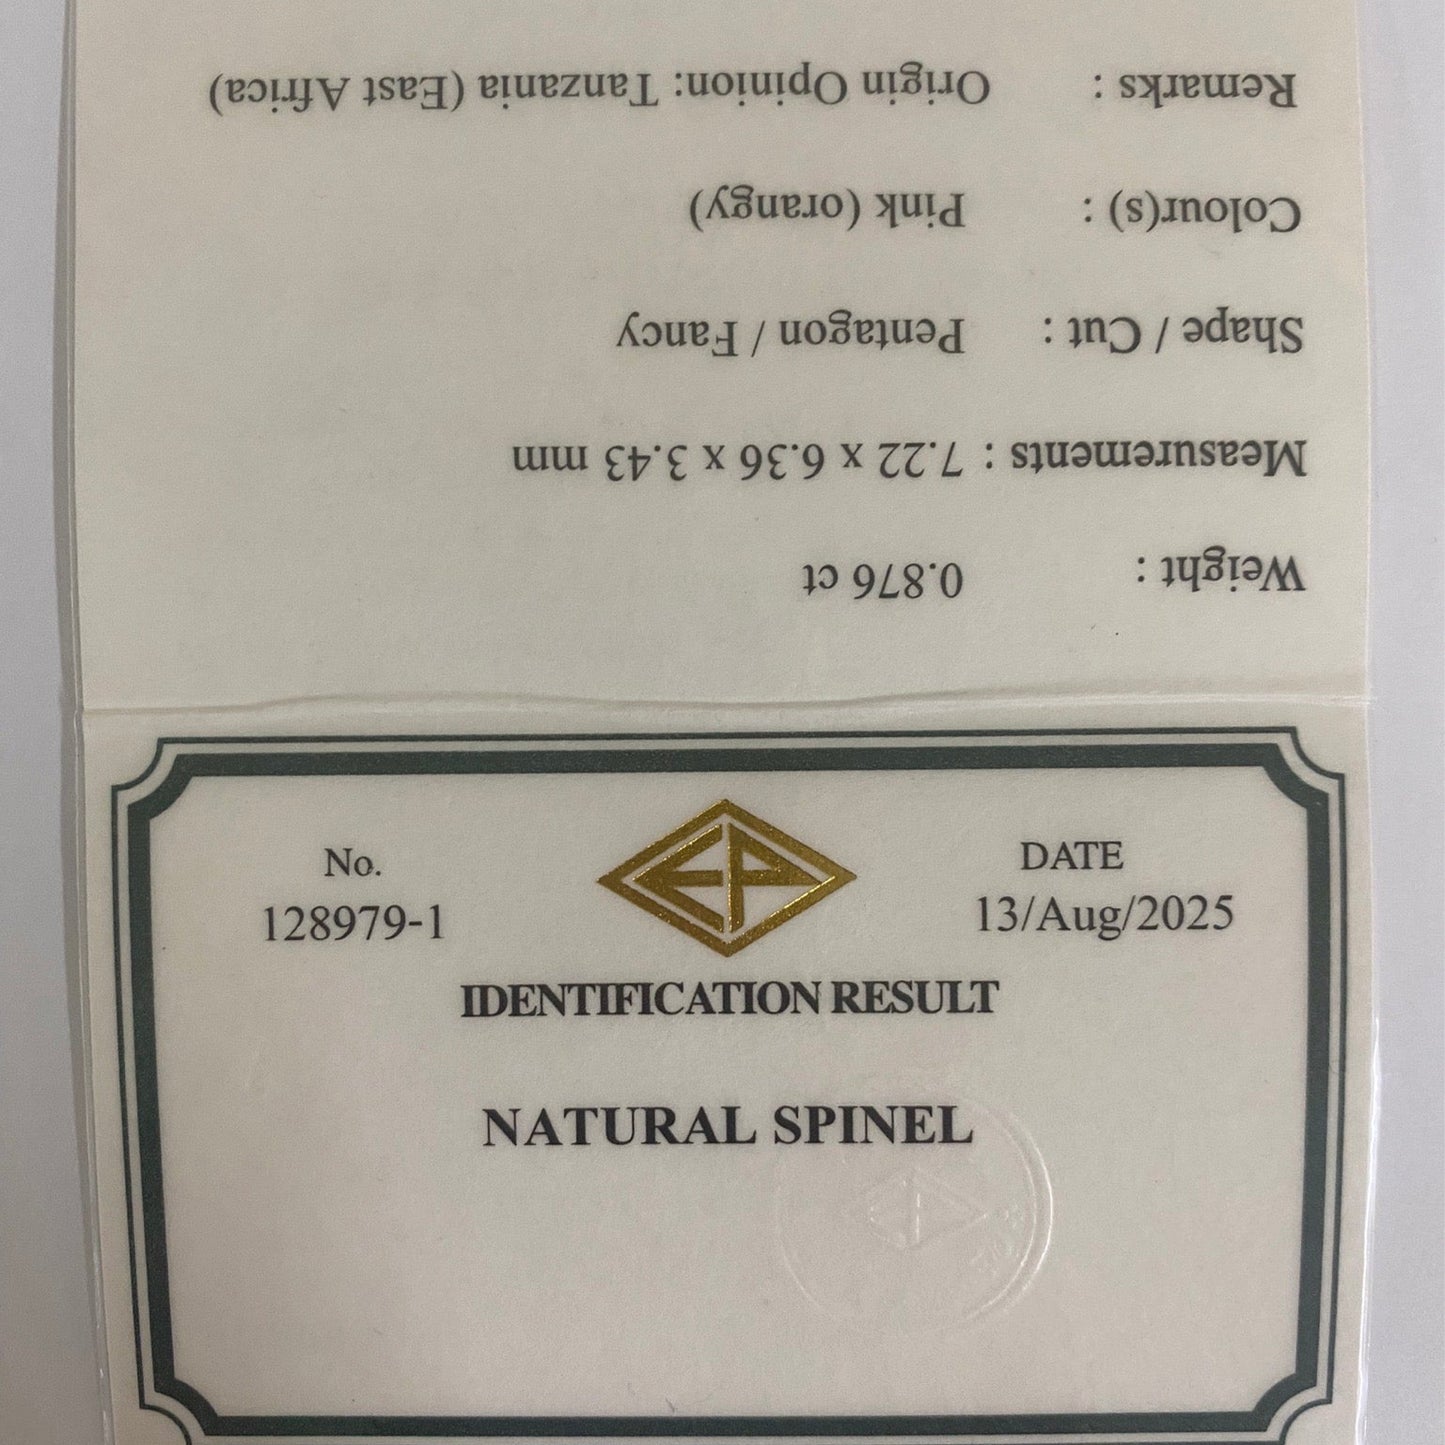 Weight : 0.876 ct
Measurements : 7.22 x 6.36 x 3.43 mm
Shape / Cut : Pentagon / Fancy
Colour(s) : Pink (orangy)
Remarks : Origin Opinion: Tanzania (East Africa)
EP
No. DATE
128979-1 13/Aug/2025
IDENTIFICATION RESULT
NATURAL SPINEL